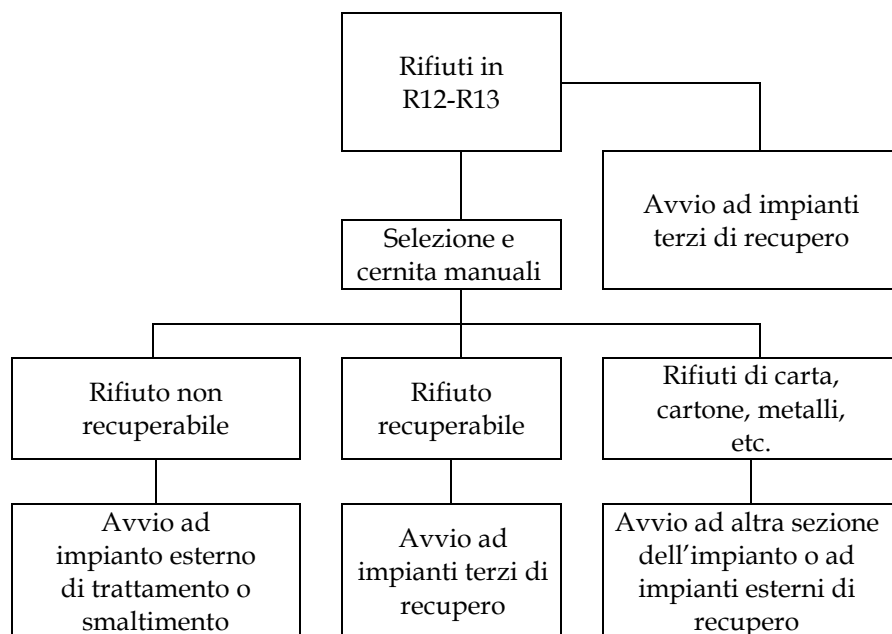 Rifiuti in
R12-R13
Avvio ad impianti
terzi di recupero
Selezione e
cernita manuali
Rifiuto non
recuperabile
Rifiuto
recuperabile
Rifiuti di carta,
cartone, metalli,
etc.
Avvio ad
impianto esterno
di trattamento o
smaltimento
Avvio ad
impianti terzi di
recupero
Avvio ad altra sezione
dell’impianto o ad
impianti esterni di
recupero